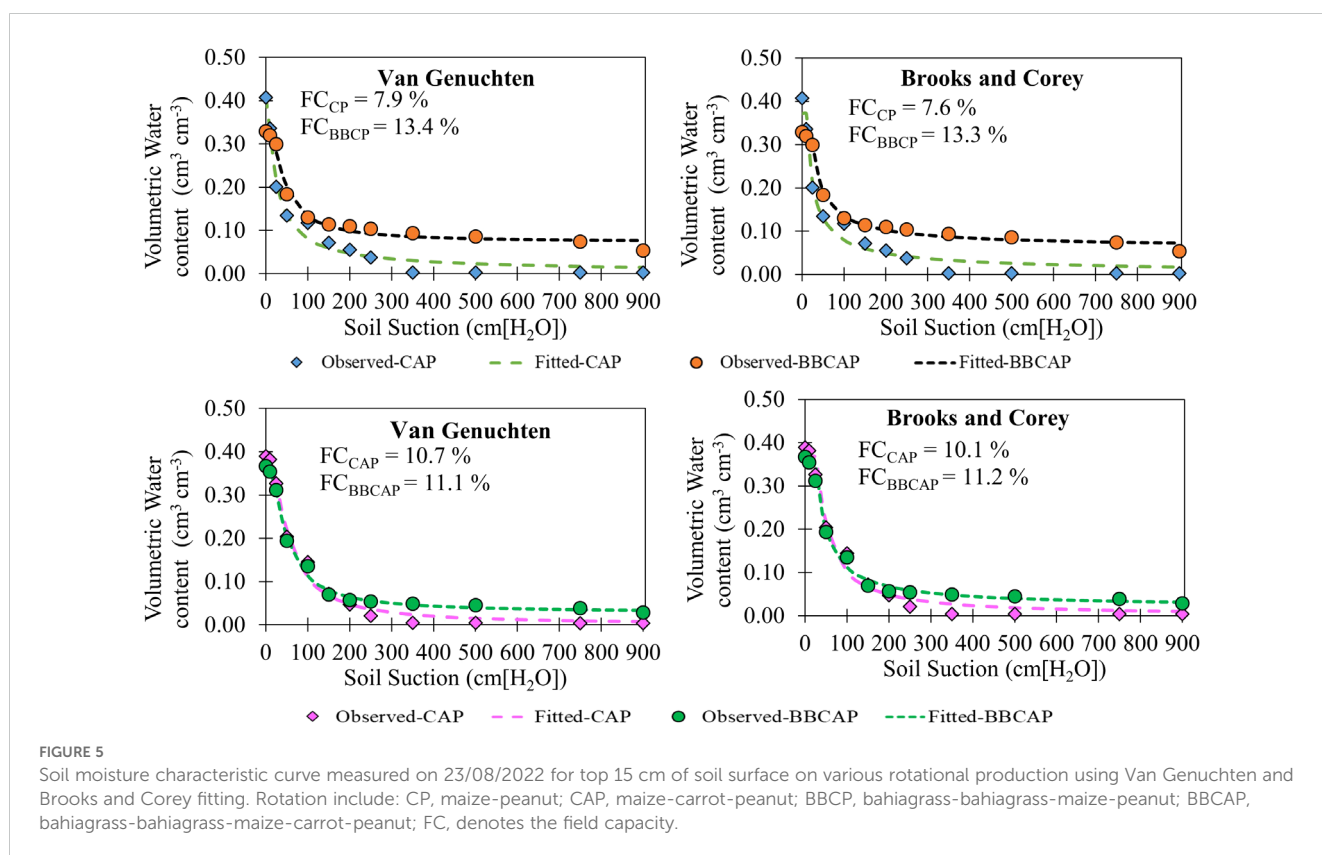 Van Genuchten
FC_CP = 7.9 %
FC_BBCP = 13.4 %
Volumetric Water
content (cm³ cm⁻³)
0.50
0.40
0.30
0.20
0.10
0.00
0 100 200 300 400 500 600 700 800 900
Soil Suction (cm[H₂O])
Brooks and Corey
FC_CP = 7.6 %
FC_BBCP = 13.3 %
Volumetric Water
content (cm³ cm⁻³)
0.50
0.40
0.30
0.20
0.10
0.00
0 100 200 300 400 500 600 700 800 900
Soil Suction (cm[H₂O])
Observed-CAP Fitted-CAP Observed-BBCAP Fitted-BBCAP
Van Genuchten
FC_CAP = 10.7 %
FC_BBCAP = 11.1 %
Volumetric Water
content (cm³ cm⁻³)
0.50
0.40
0.30
0.20
0.10
0.00
0 100 200 300 400 500 600 700 800 900
Soil Suction (cm[H₂O])
Brooks and Corey
FC_CAP = 10.1 %
FC_BBCAP = 11.2 %
Volumetric Water
content (cm³ cm⁻³)
0.50
0.40
0.30
0.20
0.10
0.00
0 100 200 300 400 500 600 700 800 900
Soil Suction (cm[H₂O])
Observed-CAP Fitted-CAP Observed-BBCAP Fitted-BBCAP
FIGURE 5
Soil moisture characteristic curve measured on 23/08/2022 for top 15 cm of soil surface on various rotational production using Van Genuchten and
Brooks and Corey fitting. Rotation include: CP, maize-peanut; CAP, maize-carrot-peanut; BBCP, bahiagrass-bahiagrass-maize-peanut; BBCAP,
bahiagrass-bahiagrass-maize-carrot-peanut; FC, denotes the field capacity.